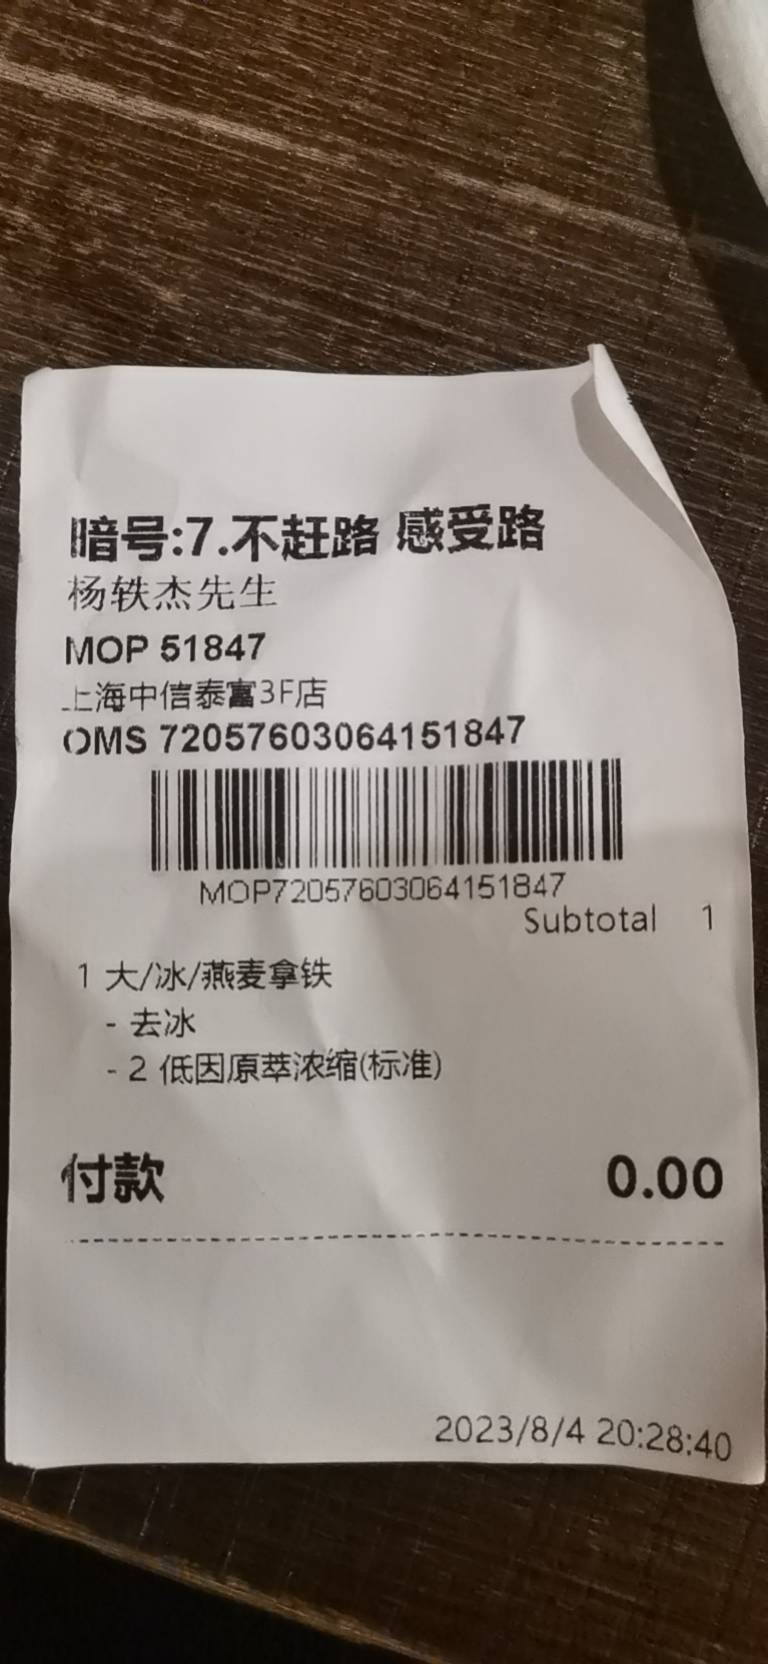 暗号:7.不赶路 感受路
杨轶杰先生
MOP 51847
上海中信泰富3F店
OMS 72057603064151847
MOP72057603064151847
Subtotal 1
1 大/冰/燕麦拿铁
- 去冰
- 2 低因原萃浓缩(标准)
付款 0.00
2023/8/4 20:28:40